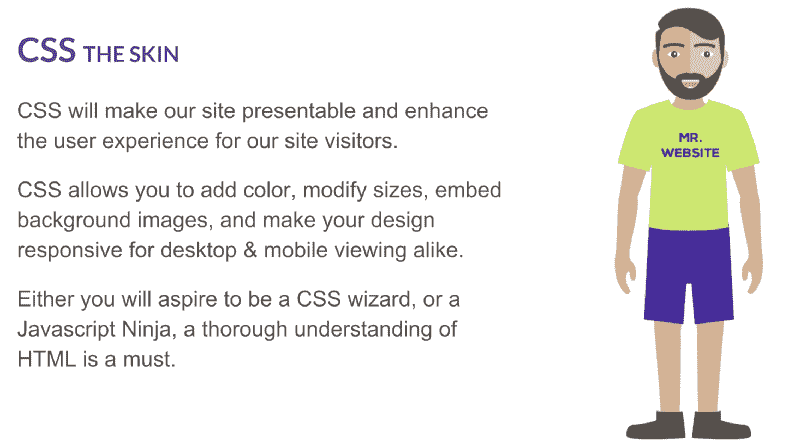 CSS THE SKIN
CSS will make our site presentable and enhance
the user experience for our site visitors.
CSS allows you to add color, modify sizes, embed
background images, and make your design
responsive for desktop & mobile viewing alike.
Either you will aspire to be a CSS wizard, or a
Javascript Ninja, a thorough understanding of
HTML is a must.
MR.
WEBSITE